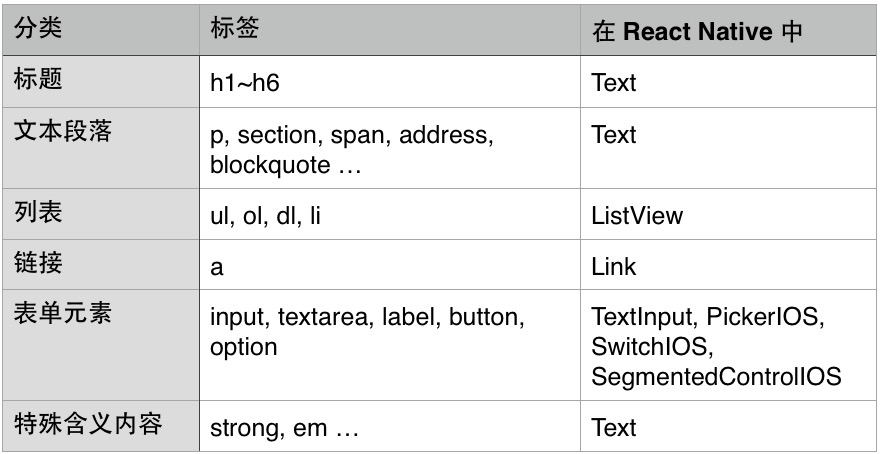 分类 标签 在 React Native 中
标题 h1~h6 Text
文本段落 p, section, span, address, Text
blockquote …
列表 ul, ol, dl, li ListView
链接 a Link
表单元素 input, textarea, label, button, TextInput, PickerIOS,
option SwitchIOS,
SegmentedControlIOS
特殊含义内容 strong, em … Text